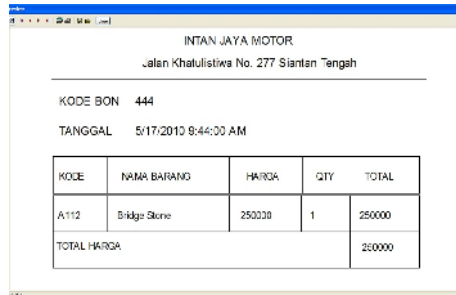 INTAN JAYA MOTOR
Jalan Khatulistiwa No. 277 Siantan Tengah
KODE BON 444
TANGGAL 5/17/2010 9:44:00 AM
KODE NAMA BARANG HARGA QTY TOTAL
A112 Bridge Stone 250000 1 250000
TOTAL HARGA 250000